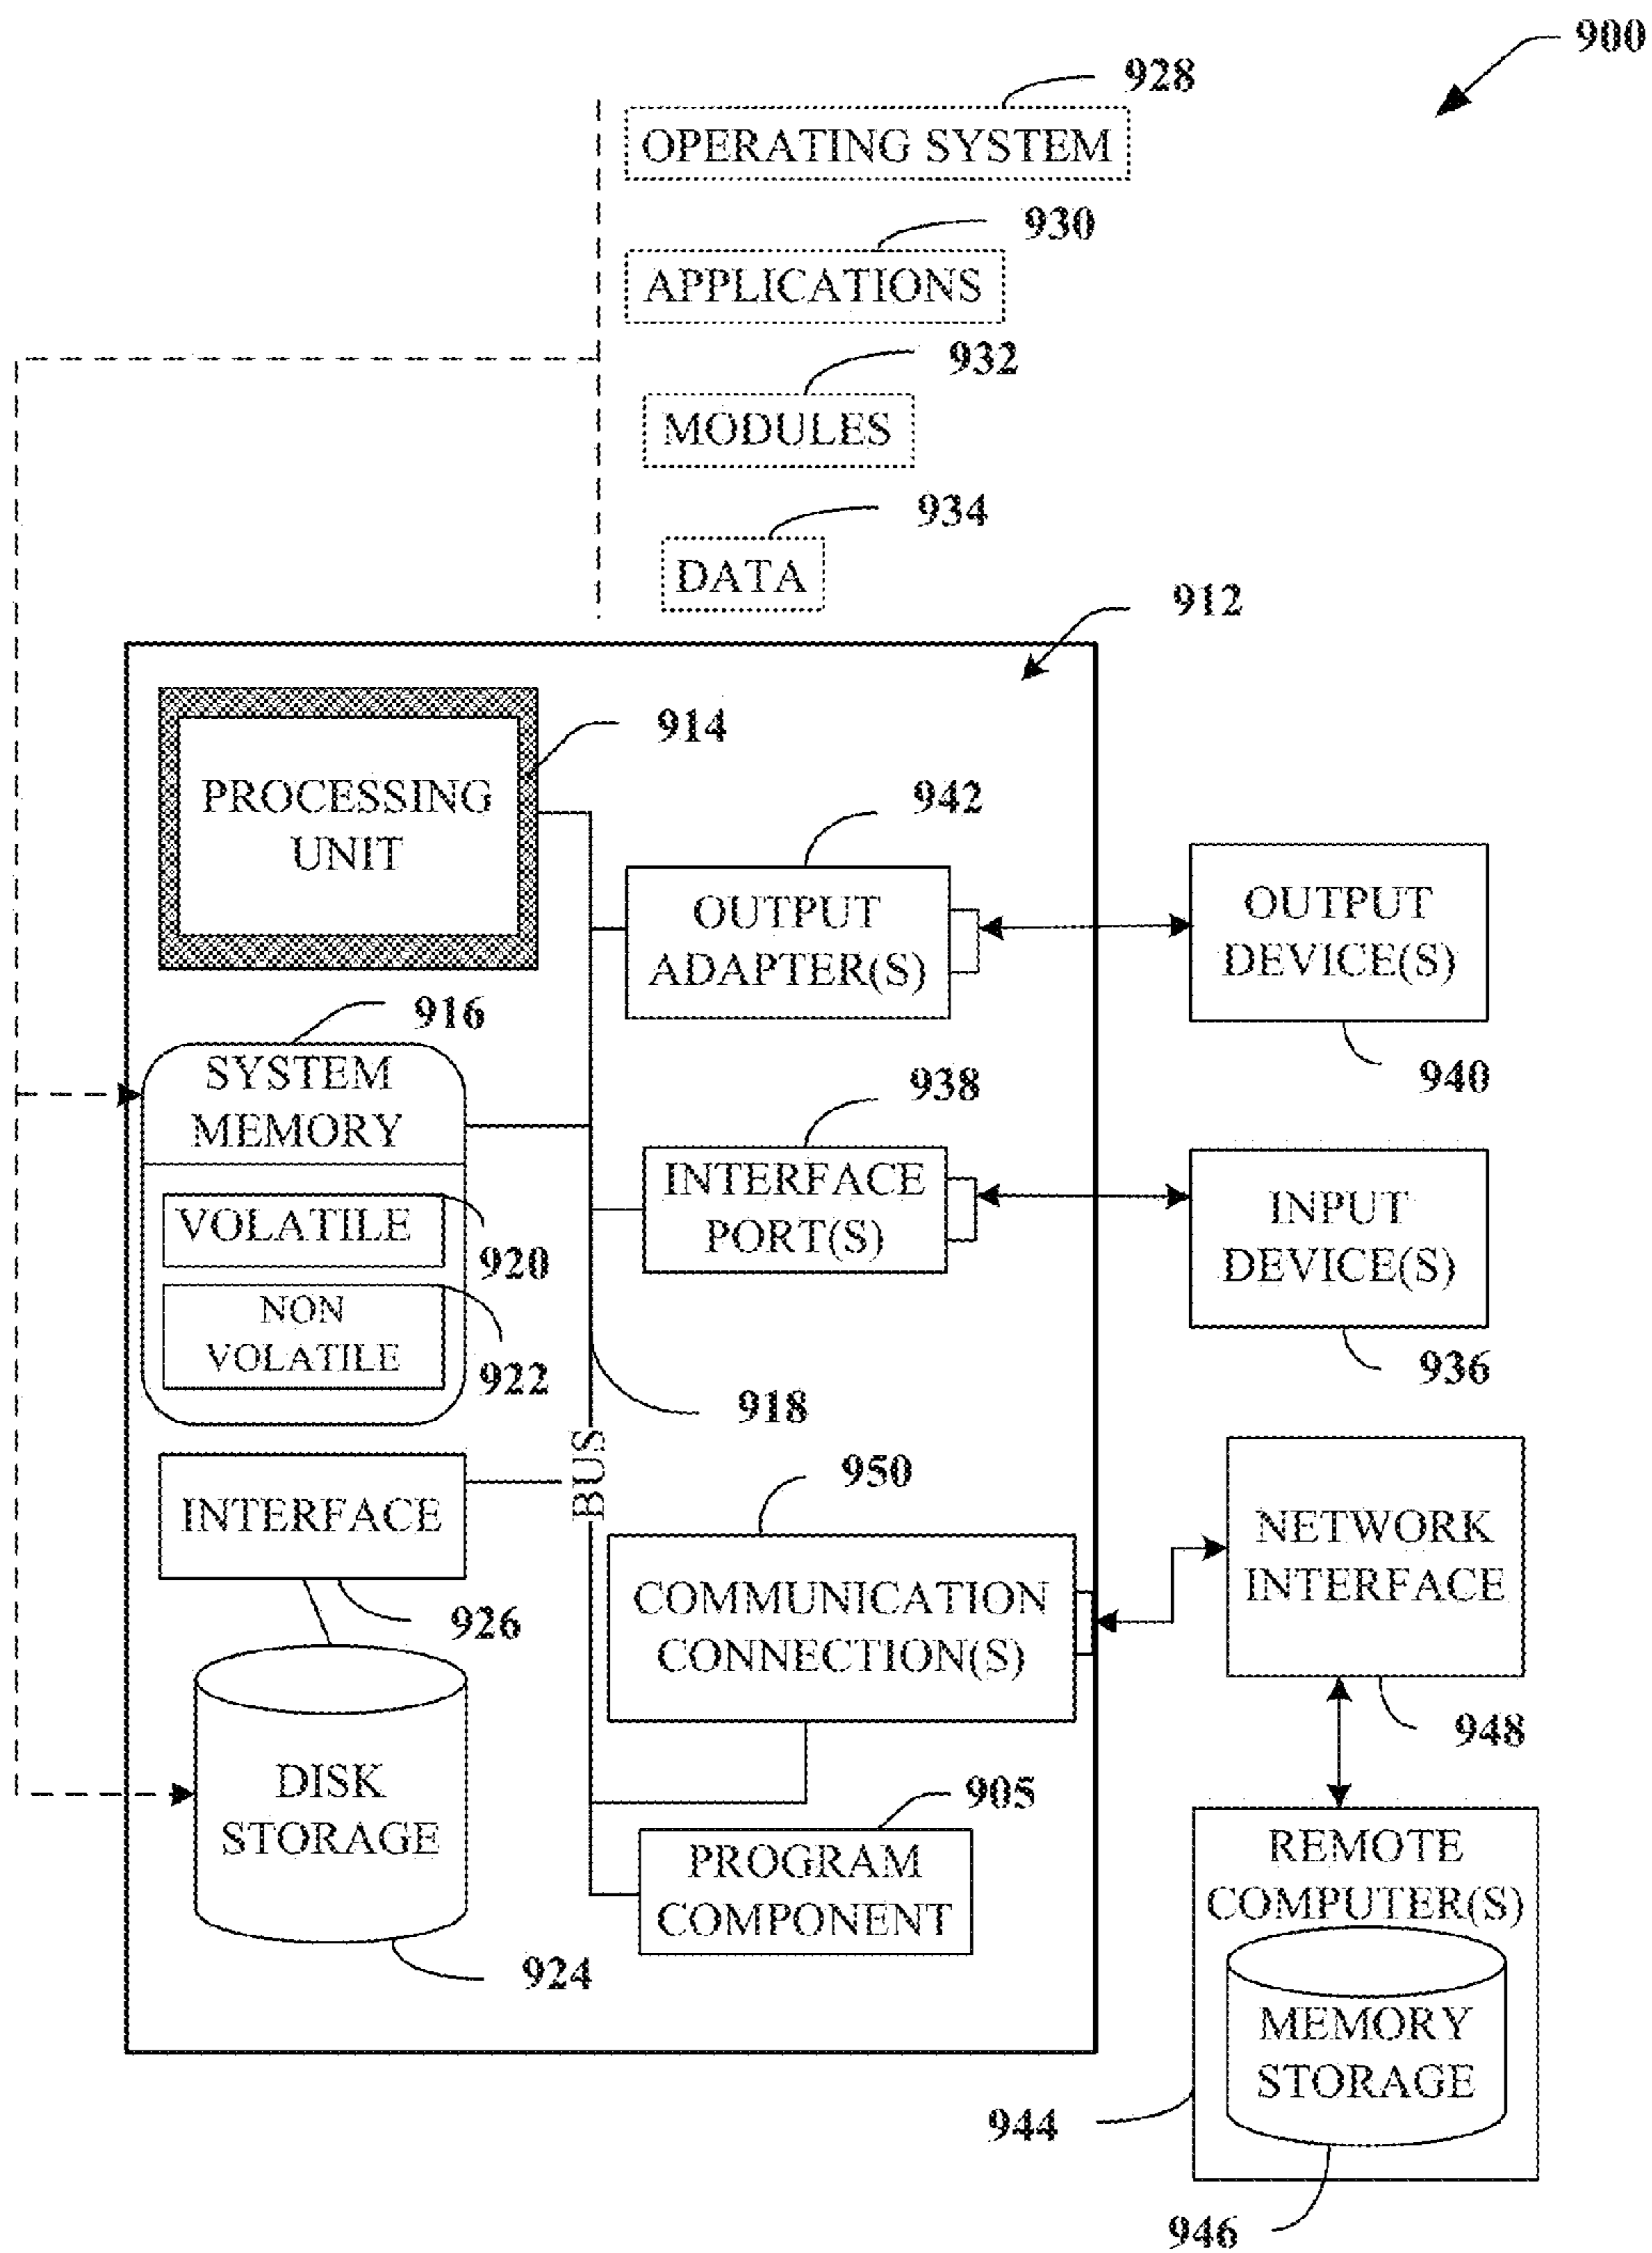 900
928
OPERATING SYSTEM
930
APPLICATIONS
932
MODULES
934
DATA
912
914
PROCESSING
UNIT
942
OUTPUT
ADAPTER(S)
OUTPUT
DEVICE(S)
940
916
SYSTEM
MEMORY
VOLATILE
920
NON
VOLATILE
922
938
INTERFACE
PORT(S)
INPUT
DEVICE(S)
936
918
BUS
INTERFACE
926
950
COMMUNICATION
CONNECTION(S)
NETWORK
INTERFACE
948
DISK
STORAGE
924
905
PROGRAM
COMPONENT
REMOTE
COMPUTER(S)
MEMORY
STORAGE
944
946